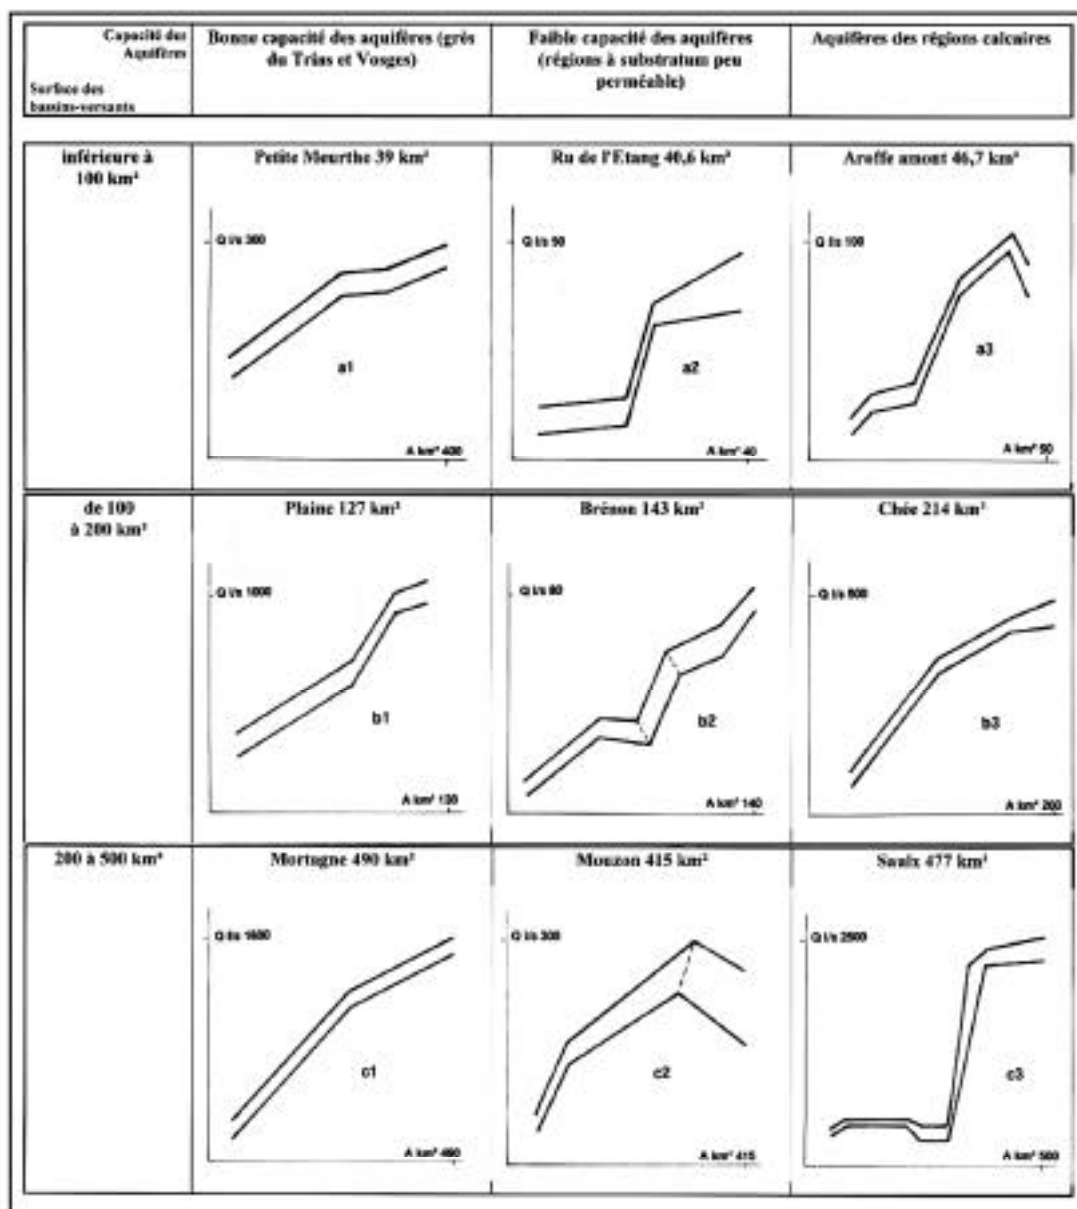 Capacité des
Aquifères
Surface des
bassins-versants
Bonne capacité des aquifères (grès
du Trias et Vosges)
Faible capacité des aquifères
(régions à substratum peu
perméable)
Aquifères des régions calcaires
inférieure à
100 km²
Petite Meurthe 39 km²
Q l/s 300
a1
A km² 400
Ru de l'Etang 40,6 km²
Q l/s 50
a2
A km² 40
Aroffe amont 46,7 km²
Q l/s 100
a3
A km² 50
de 100
à 200 km²
Plaine 127 km²
Q l/s 1000
b1
A km² 130
Brénon 143 km²
Q l/s 80
b2
A km² 140
Chée 214 km²
Q l/s 500
b3
A km² 200
200 à 500 km²
Mortagne 490 km²
Q l/s
c1
A km² 490
Mouzon 415 km²
Q l/s 300
c2
A km² 415
Saulx 477 km²
Q l/s 2500
c3
A km² 500